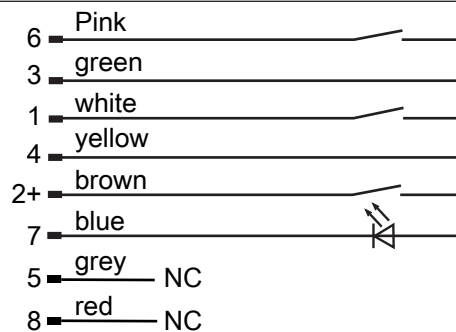 6 Pink
3 green
1 white
4 yellow
2+ brown
7 blue
5 grey NC
8 red NC